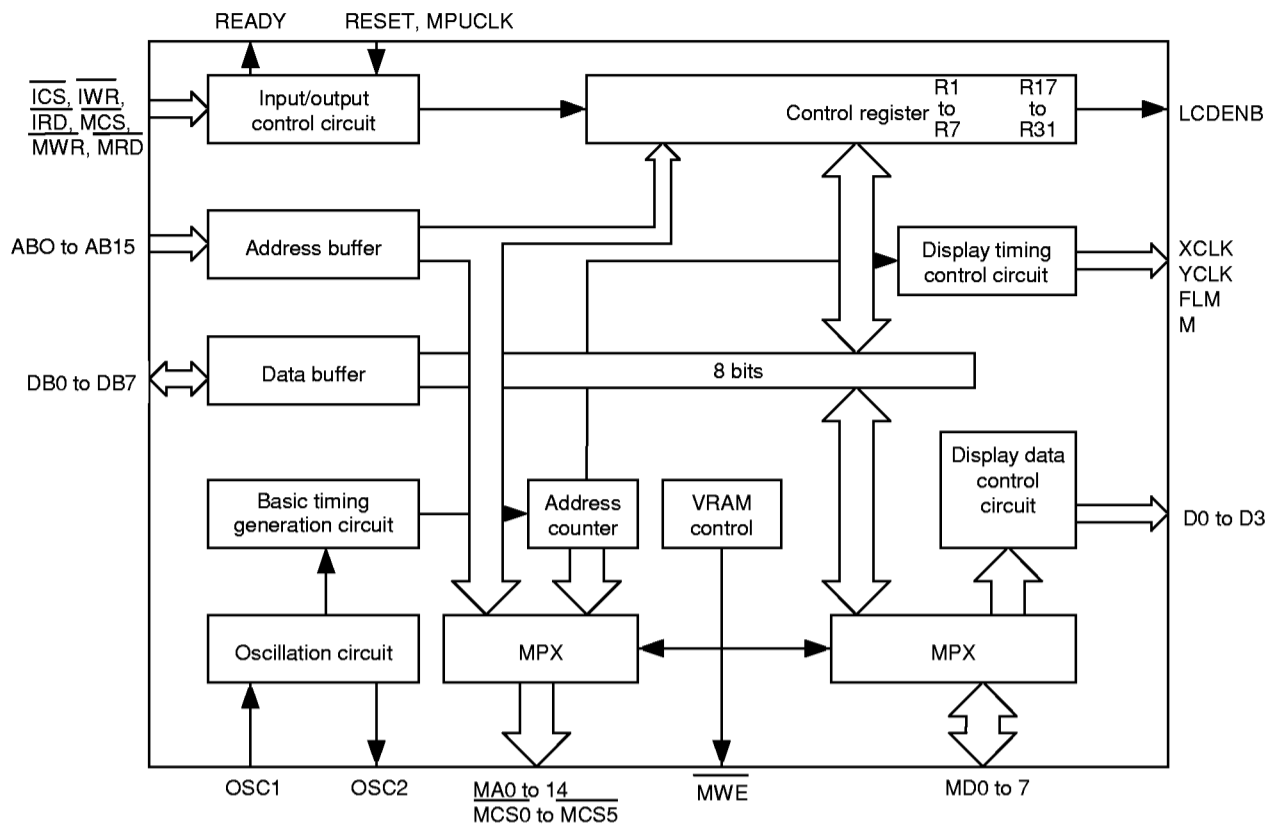 READY
RESET, MPUCLK
ICS, IWR,
IRD, MCS,
MWR, MRD
Input/output
control circuit
Control register
R1
to
R7
R17
to
R31
LCDENB
ABO to AB15
Address buffer
Display timing
control circuit
XCLK
YCLK
FLM
M
DB0 to DB7
Data buffer
8 bits
Basic timing
generation circuit
Address
counter
VRAM
control
Display data
control
circuit
D0 to D3
Oscillation circuit
MPX
MPX
OSC1
OSC2
MA0 to 14
MCS0 to MCS5
MWE
MD0 to 7